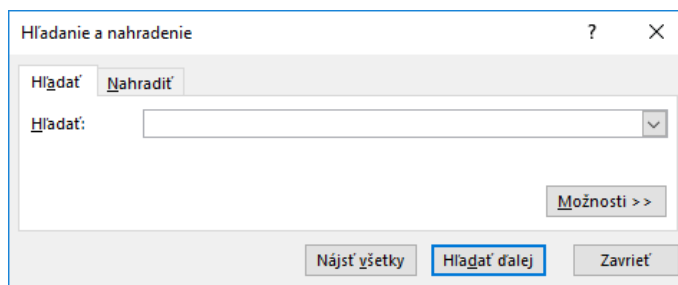 Hľadanie a nahradenie ?
Hľadať Nahradiť
Hľadať:
Možnosti >>
Nájsť všetky Hľadať ďalej Zavrieť